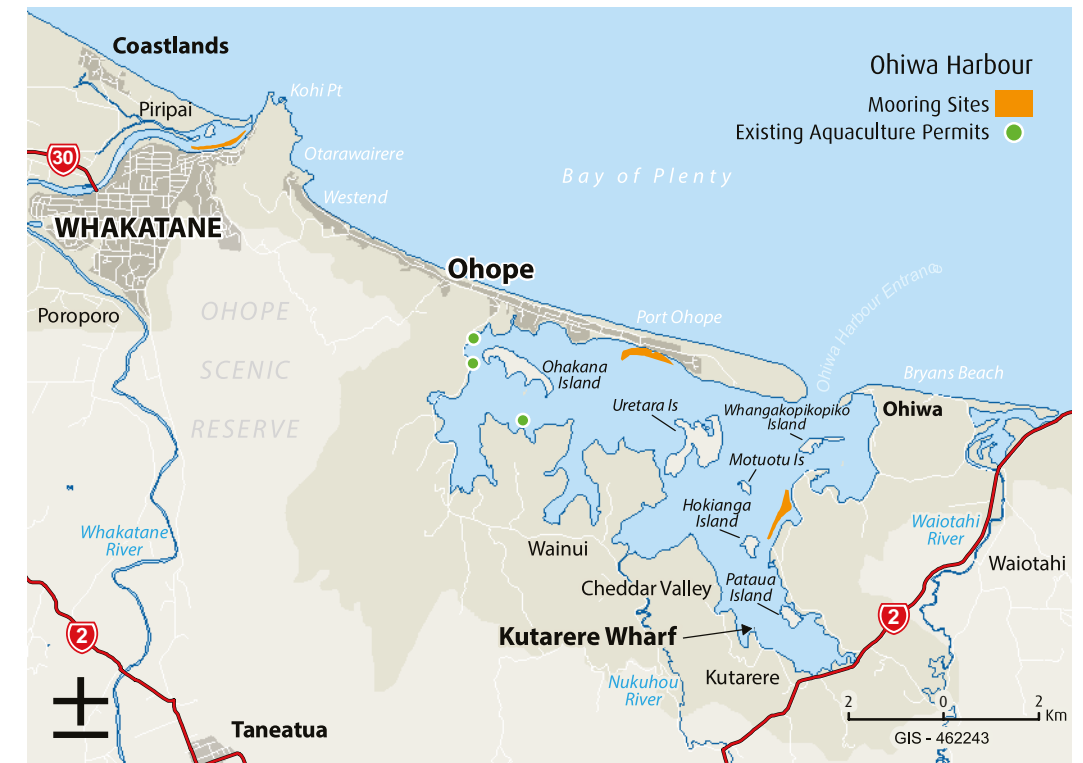 Coastlands
Ohiwa Harbour
Kohi Pt
Mooring Sites
Piripai
Existing Aquaculture Permits
30
Otarawairere
Bay of Plenty
Westend
WHAKATANE
Ohope
Ohiwa Harbour Entrance
OHOPE
SCENIC
RESERVE
Poroporo
Port Ohope
Ohakana
Island
Bryans Beach
Uretara Is
Whangakopikopiko
Island
Ohiwa
Motuotu Is
Hokianga
Island
Whakatane
River
Waiotahi
River
Wainui
Waiotahi
Cheddar Valley
Pataua
Island
2
2
Kutarere Wharf
Kutarere
Nukuhou
River
Taneatua
2 0 2
Km
GIS - 462243